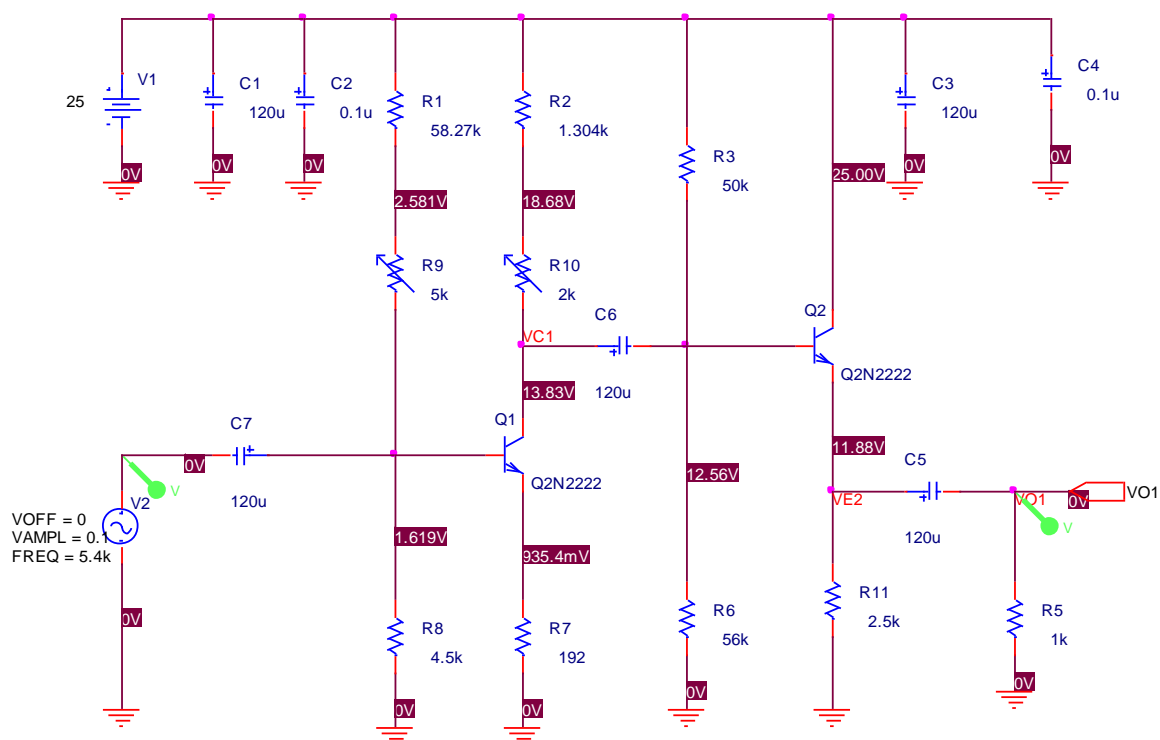 V1
25
0V
C1
120u
0V
C2
0.1u
0V
R1
58.27k
R2
1.304k
R3
50k
C3
120u
0V
C4
0.1u
0V
2.581V
18.68V
25.00V
R9
5k
R10
2k
C6
120u
VC1
Q2
Q2N2222
13.83V
Q1
Q2N2222
C7
120u
0V
V
V2
VOFF = 0
VAMPL = 0.1
FREQ = 5.4k
0V
1.619V
935.4mV
12.56V
11.88V
VE2
C5
120u
VO1
0V
VO1
V
R8
4.5k
0V
R7
192
0V
R6
56k
0V
R11
2.5k
R5
1k
0V